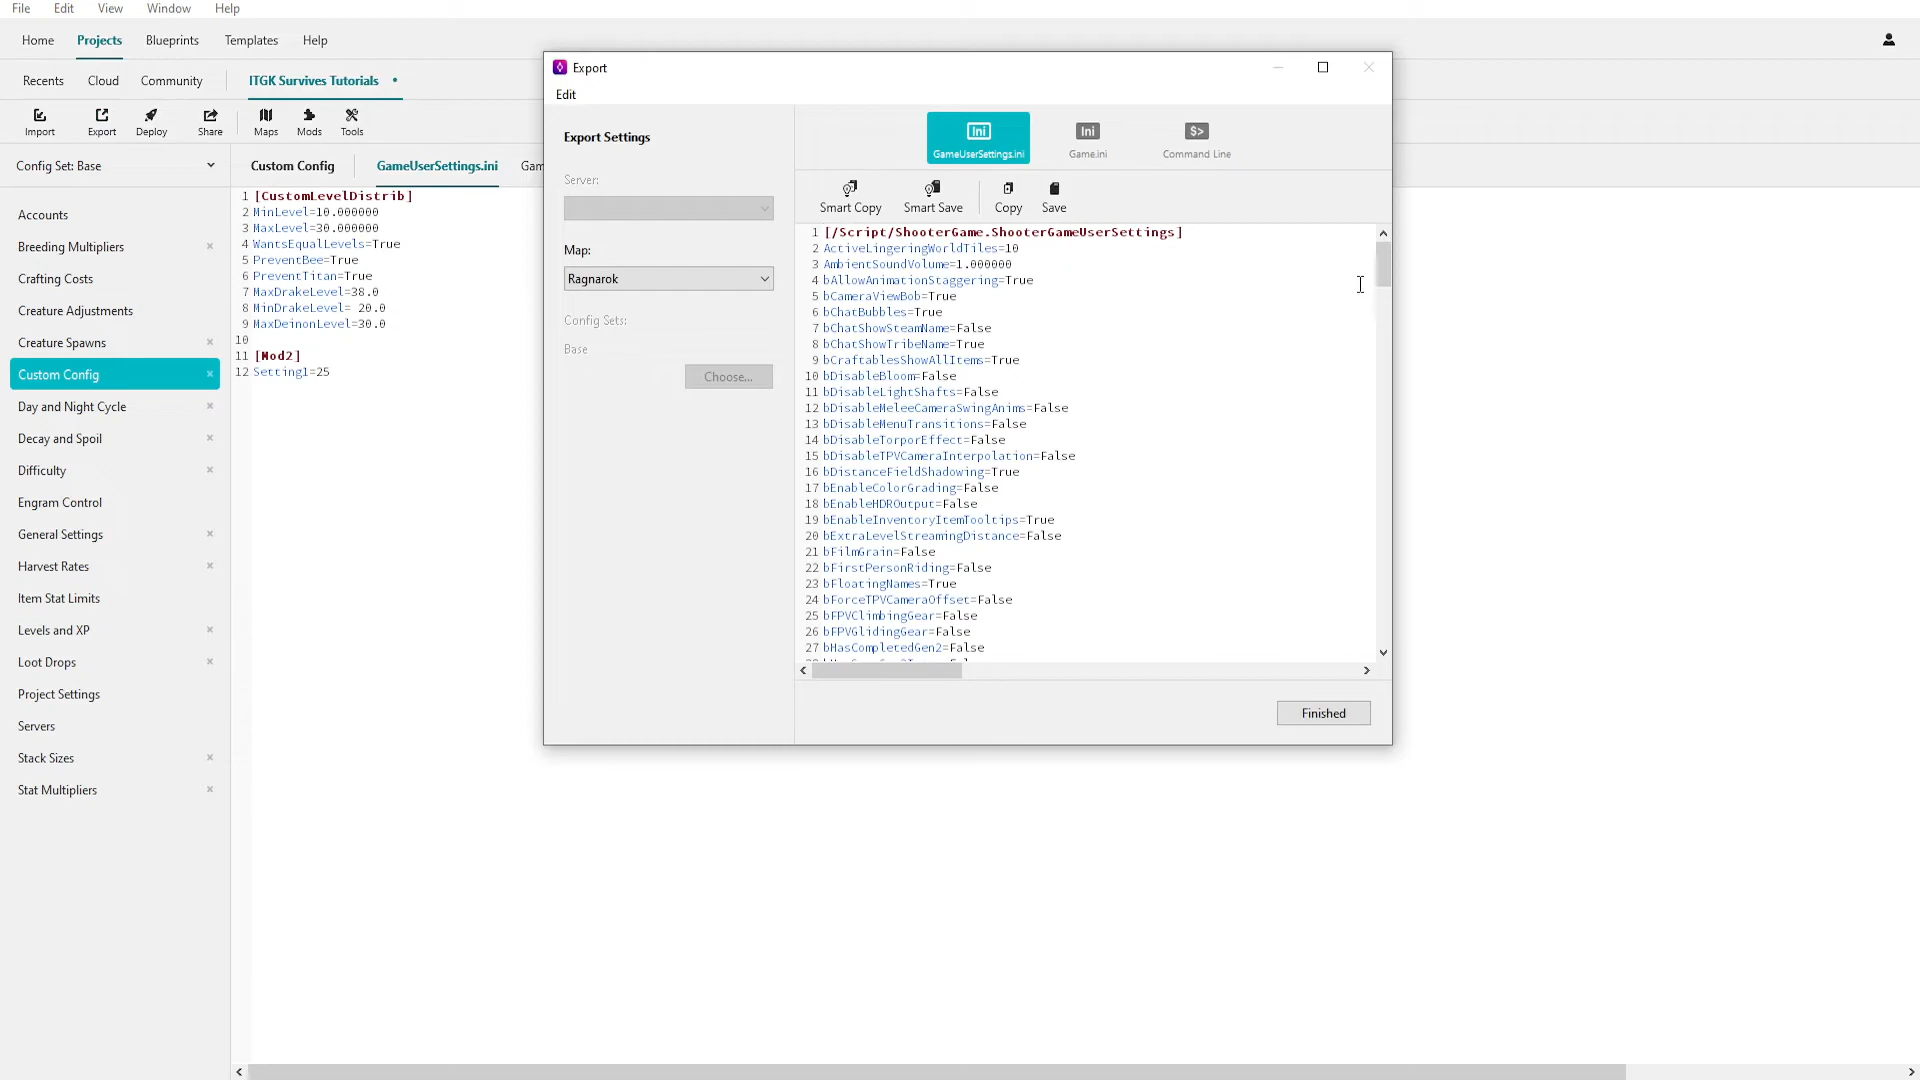 File Edit View Window Help
Home Projects Blueprints Templates Help
Recents Cloud Community ITGK Survives Tutorials •
Import Export Deploy Share Maps Mods Tools
Config Set: Base
Custom Config GameUserSettings.ini Gam
Accounts
Breeding Multipliers
Crafting Costs
Creature Adjustments
Creature Spawns
Custom Config
Day and Night Cycle
Decay and Spoil
Difficulty
Engram Control
General Settings
Harvest Rates
Item Stat Limits
Levels and XP
Loot Drops
Project Settings
Servers
Stack Sizes
Stat Multipliers
1 [CustomLevelDistrib]
2 MinLevel=10.000000
3 MaxLevel=30.000000
4 WantsEqualLevels=True
5 PreventBee=True
6 PreventTitan=True
7 MaxDrakeLevel=38.0
8 MinDrakeLevel= 20.0
9 MaxDeinonLevel=30.0
10
11 [Mod2]
12 Setting1=25
Export
Edit
Export Settings
Server:
Map:
Ragnarok
Config Sets:
Base
Choose...
Ini Ini $>
GameUserSettings.ini Game.ini Command Line
Smart Copy Smart Save Copy Save
1 [/Script/ShooterGame.ShooterGameUserSettings]
2 ActiveLingeringWorldTiles=10
3 AmbientSoundVolume=1.000000
4 bAllowAnimationStaggering=True
5 bCameraViewBob=True
6 bChatBubbles=True
7 bChatShowSteamName=False
8 bChatShowTribeName=True
9 bCraftablesShowAllItems=True
10 bDisableBloom=False
11 bDisableLightShafts=False
12 bDisableMeleeCameraSwingAnims=False
13 bDisableMenuTransitions=False
14 bDisableTorporEffect=False
15 bDisableTPVCameraInterpolation=False
16 bDistanceFieldShadowing=True
17 bEnableColorGrading=False
18 bEnableHDROutput=False
19 bEnableInventoryItemTooltips=True
20 bExtraLevelStreamingDistance=False
21 bFilmGrain=False
22 bFirstPersonRiding=False
23 bFloatingNames=True
24 bForceTPVCameraOffset=False
25 bFPVClimbingGear=False
26 bFPVGlidingGear=False
27 bHasCompletedGen2=False
Finished